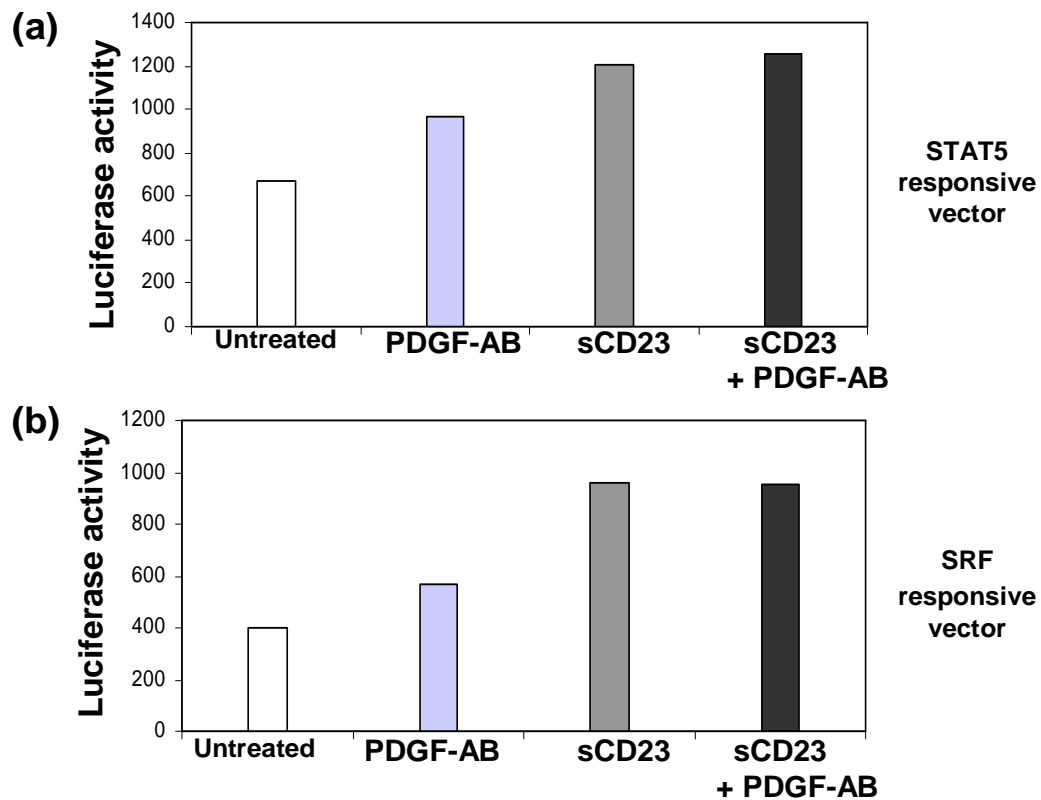 (a)
Luciferase activity
1400
1200
1000
800
600
400
200
0
Untreated
PDGF-AB
sCD23
sCD23
+ PDGF-AB
STAT5
responsive
vector
(b)
Luciferase activity
1200
1000
800
600
400
200
0
Untreated
PDGF-AB
sCD23
sCD23
+ PDGF-AB
SRF
responsive
vector